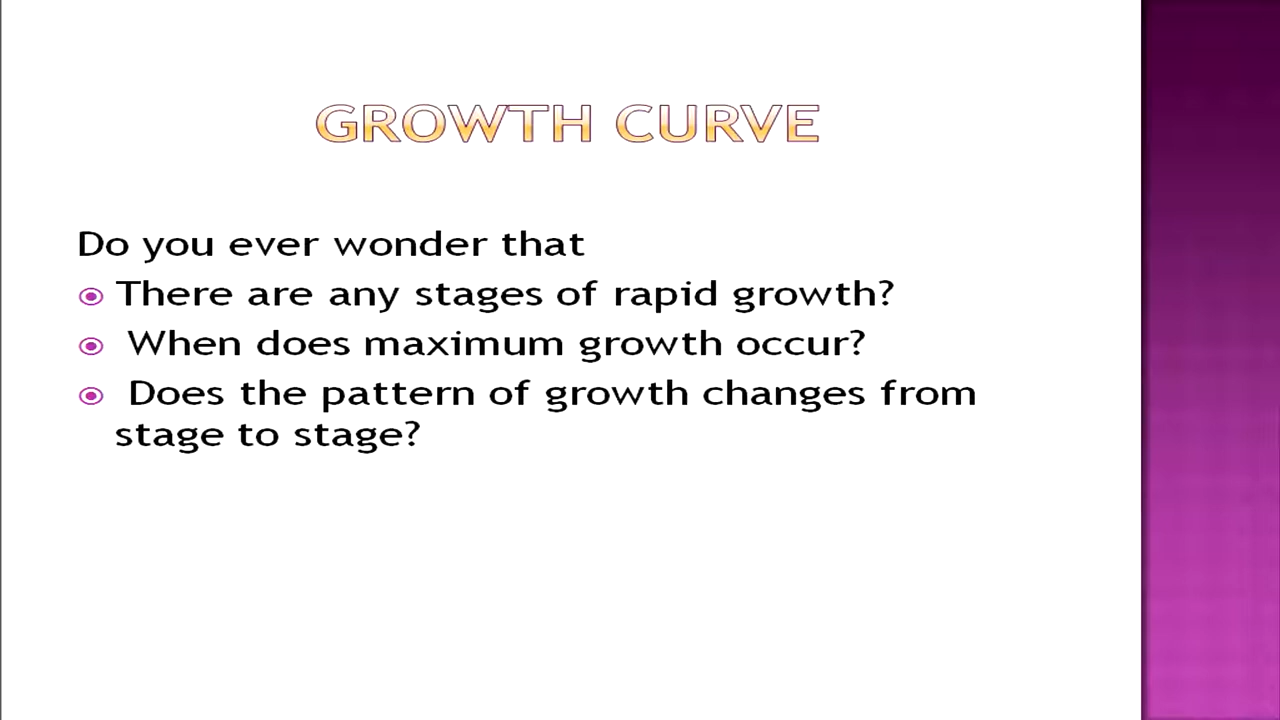 GROWTH CURVE
Do you ever wonder that
There are any stages of rapid growth?
When does maximum growth occur?
Does the pattern of growth changes from
stage to stage?